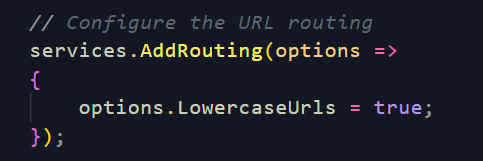 // Configure the URL routing
services.AddRouting(options =>
{
    options.LowercaseUrls = true;
});